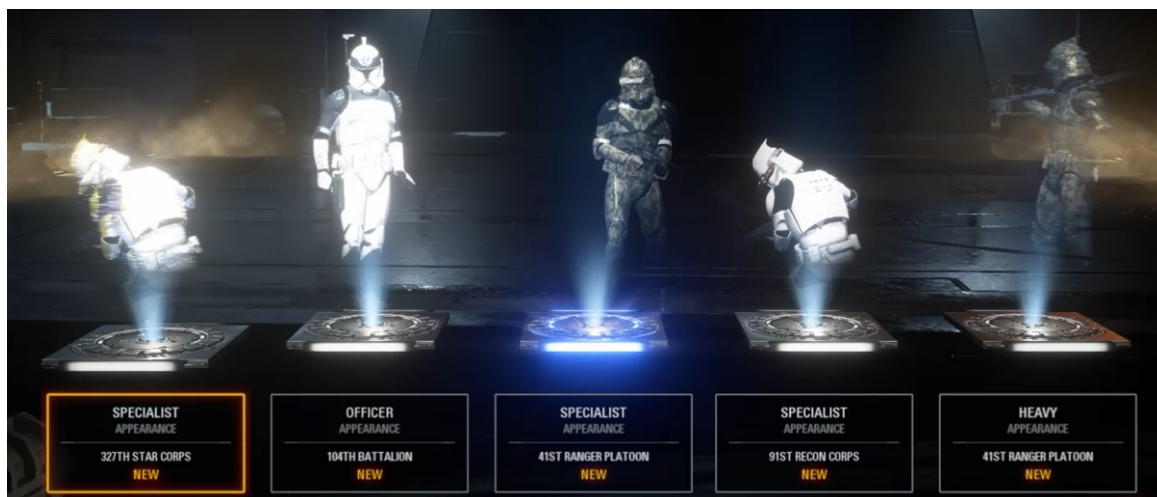 SPECIALIST
APPEARANCE
327TH STAR CORPS
NEW
OFFICER
APPEARANCE
104TH BATTALION
NEW
SPECIALIST
APPEARANCE
41ST RANGER PLATOON
NEW
SPECIALIST
APPEARANCE
91ST RECON CORPS
NEW
HEAVY
APPEARANCE
41ST RANGER PLATOON
NEW